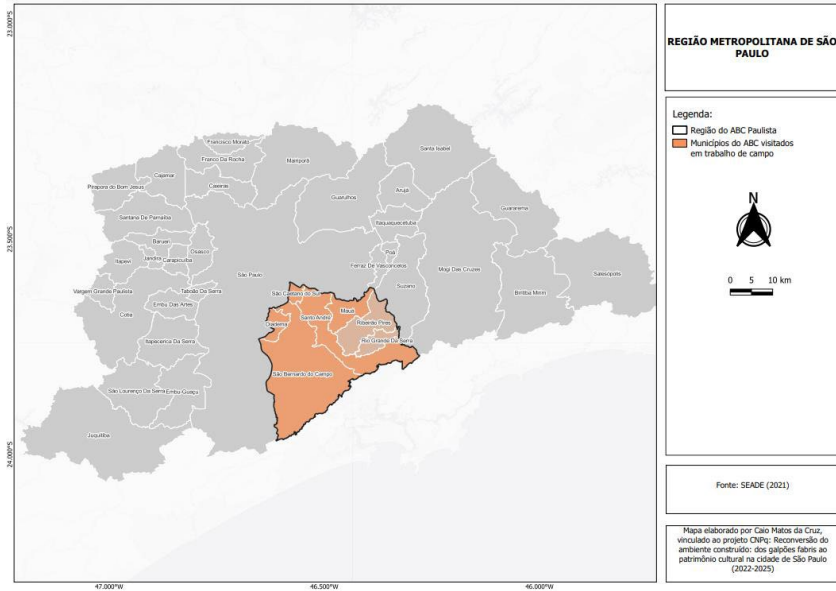 23.000°S
23.500°S
24.000°S
47.000°W
46.500°W
46.000°W
Francisco Morato
Franco Da Rocha
Mairiporã
Santa Isabel
Cajamar
Caieiras
Pirapora do Bom Jesus
Guarulhos
Arujá
Guararema
Santana De Parnaíba
Itaquaquecetuba
Barueri
Osasco
Itapevi
Jandira
Carapicuíba
Poá
São Paulo
Ferraz De Vasconcelos
Mogi Das Cruzes
Salesópolis
Vargem Grande Paulista
Taboão Da Serra
Suzano
Biritiba Mirim
Embu Das Artes
São Caetano do Sul
Cotia
Mauá
Santo André
Diadema
Ribeirão Pires
Itapecerica Da Serra
Rio Grande Da Serra
São Bernardo do Campo
São Lourenço Da Serra
Embu-Guaçu
Juquitiba
REGIÃO METROPOLITANA DE SÃO
PAULO
Legenda:
Região do ABC Paulista
Municípios do ABC visitados
em trabalho de campo
N
0 5 10 km
Fonte: SEADE (2021)
Mapa elaborado por Caio Matos da Cruz,
vinculado ao projeto CNPq: Reconversão do
ambiente construído: dos galpões fabris ao
patrimônio cultural na cidade de São Paulo
(2022-2025)